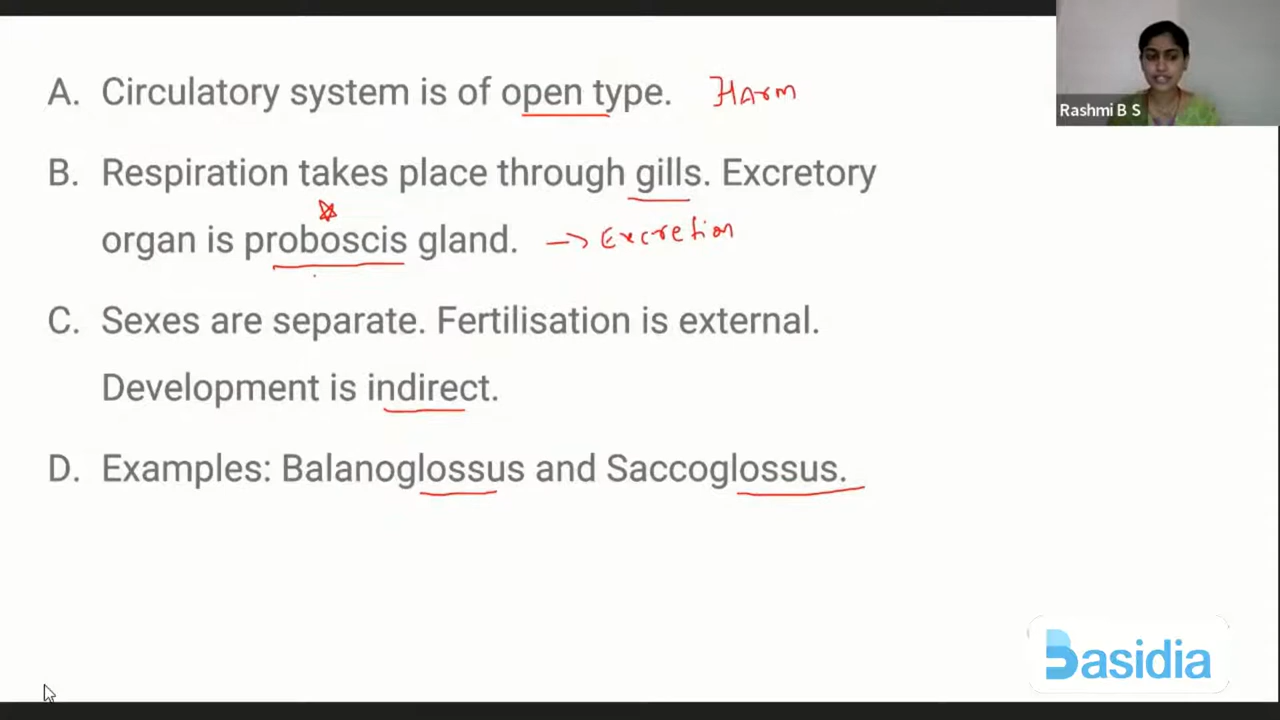 A. Circulatory system is of open type. Harm
Rashmi B S
B. Respiration takes place through gills. Excretory
organ is proboscis gland. → Excretion
C. Sexes are separate. Fertilisation is external.
Development is indirect.
D. Examples: Balanoglossus and Saccoglossus.
Basidia